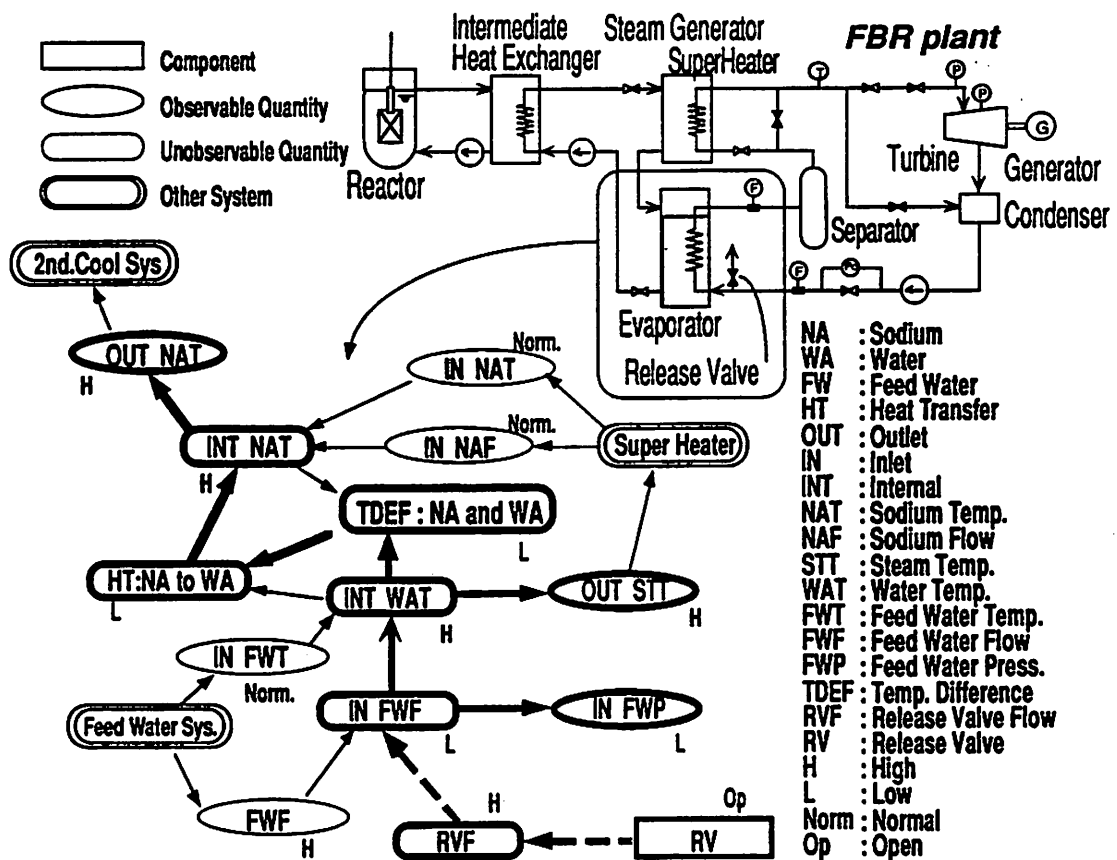 Component
Observable Quantity
Unobservable Quantity
Other System
Intermediate
Heat Exchanger
Steam Generator
SuperHeater
FBR plant
T
P
P
G
Reactor
Turbine
Generator
Condenser
F
Separator
F
Evaporator
Release Valve
2nd.Cool Sys
OUT NAT
H
Norm.
IN NAT
Norm.
IN NAF
Super Heater
INT NAT
H
TDEF : NA and WA
L
HT:NA to WA
L
INT WAT
H
OUT STT
H
IN FWT
Norm.
IN FWF
L
IN FWP
L
Feed Water Sys.
FWF
H
H
RVF
Op
RV
NA : Sodium
WA : Water
FW : Feed Water
HT : Heat Transfer
OUT : Outlet
IN : Inlet
INT : Internal
NAT : Sodium Temp.
NAF : Sodium Flow
STT : Steam Temp.
WAT : Water Temp.
FWT : Feed Water Temp.
FWF : Feed Water Flow
FWP : Feed Water Press.
TDEF : Temp. Difference
RVF : Release Valve Flow
RV : Release Valve
H : High
L : Low
Norm : Normal
Op : Open